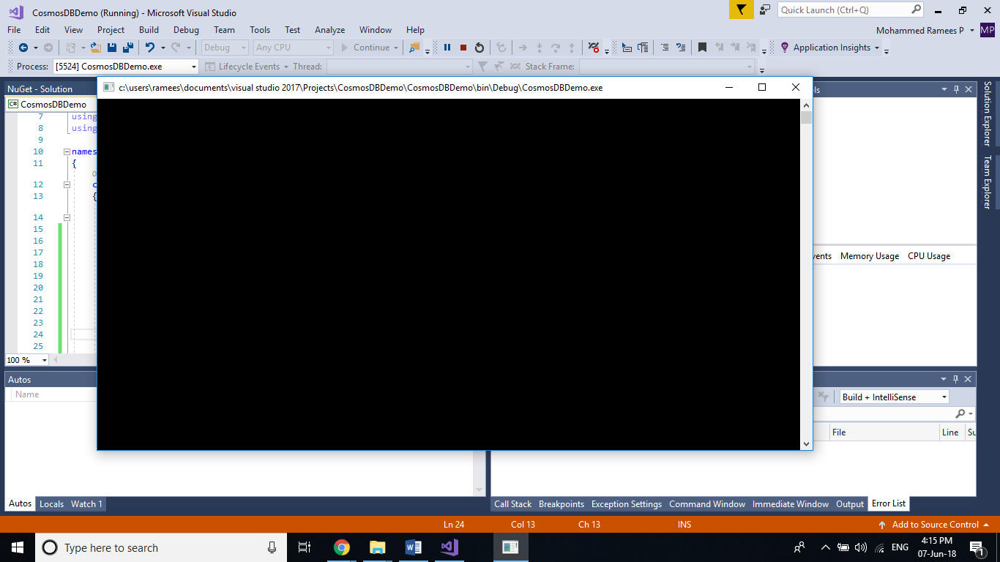 CosmosDBDemo (Running) - Microsoft Visual Studio
Quick Launch (Ctrl+Q)
File Edit View Project Build Debug Team Tools Test Analyze Window Help
Mohammed Ramees P
MP
Debug Any CPU Continue Application Insights
Process: [5524] CosmosDBDemo.exe Lifecycle Events Thread: Stack Frame:
NuGet - Solution
c:\users\ramees\documents\visual studio 2017\Projects\CosmosDBDemo\CosmosDBDemo\bin\Debug\CosmosDBDemo.exe
ls
Solution Explorer
Team Explorer
C# CosmosDBDemo
7 using
8 using
9
10 names
11 {
12 c
13 {
14
15
16
17
18
19
20
21
22
23
24
25
100 %
vents Memory Usage CPU Usage
Autos
Name
Build + IntelliSense
File Line Su
Autos Locals Watch 1
Call Stack Breakpoints Exception Settings Command Window Immediate Window Output Error List
Ln 24 Col 13 Ch 13 INS Add to Source Control
Type here to search
ENG
4:15 PM
07-Jun-18
1